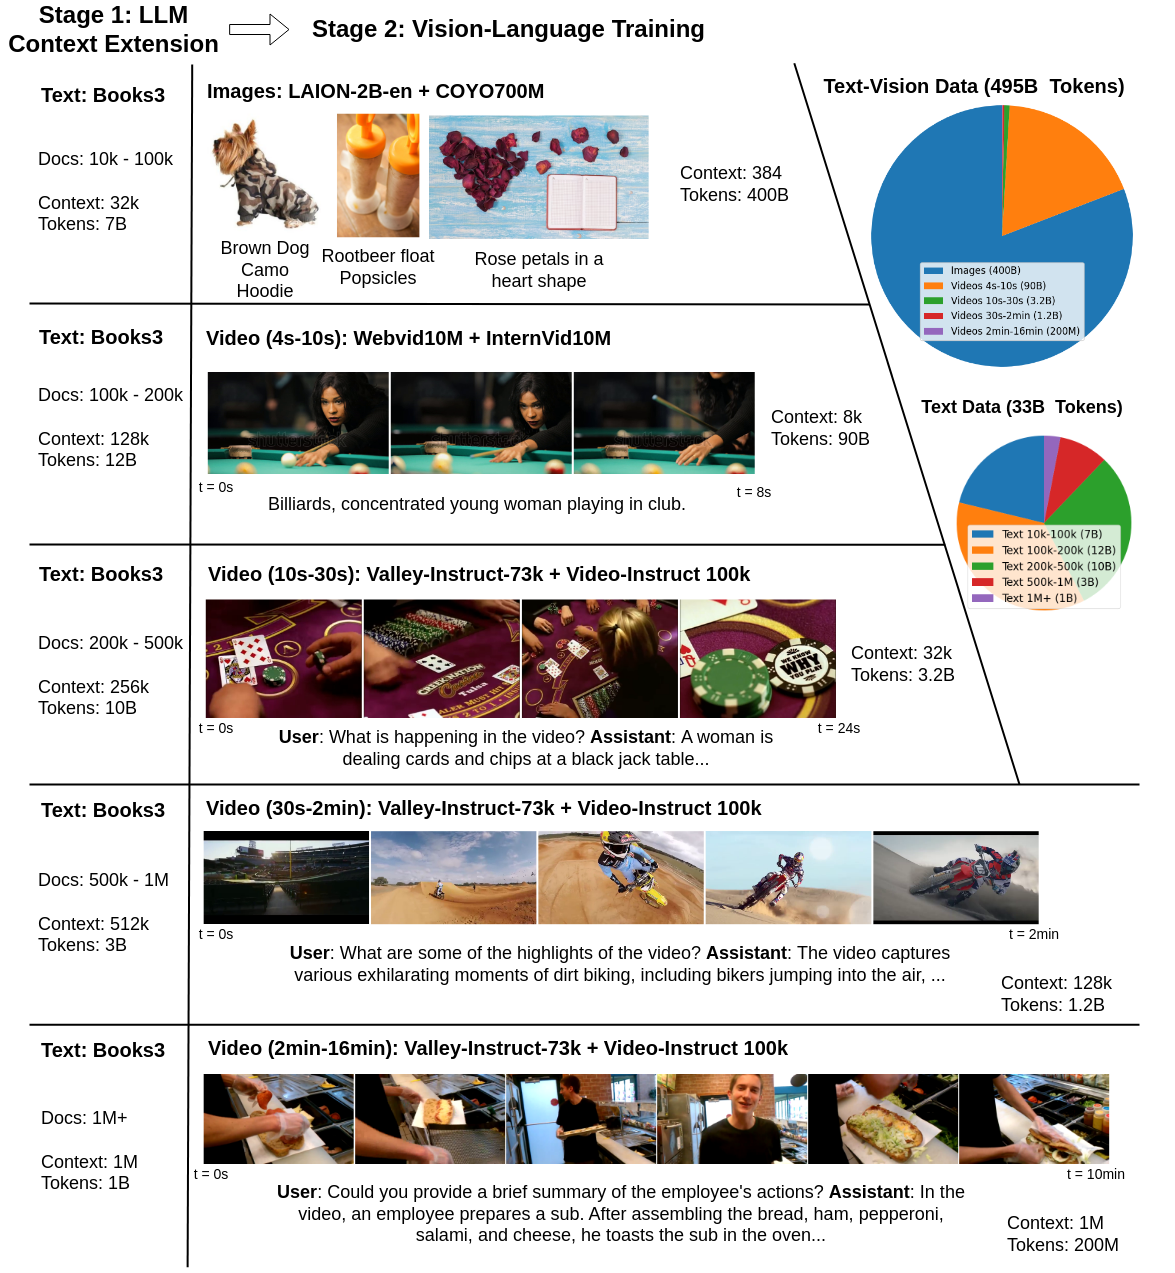 Stage 1: LLM
Context Extension
Stage 2: Vision-Language Training
Text: Books3
Docs: 10k - 100k
Context: 32k
Tokens: 7B
Images: LAION-2B-en + COYO700M
Brown Dog
Camo
Hoodie
Rootbeer float
Popsicles
Rose petals in a
heart shape
Context: 384
Tokens: 400B
Text-Vision Data (495B Tokens)
Images (400B)
Videos 4s-10s (90B)
Videos 10s-30s (3.2B)
Videos 30s-2min (1.2B)
Videos 2min-16min (200M)
Text Data (33B Tokens)
Text 10k-100k (7B)
Text 100k-200k (12B)
Text 200k-500k (10B)
Text 500k-1M (3B)
Text 1M+ (1B)
Text: Books3
Docs: 100k - 200k
Context: 128k
Tokens: 12B
Video (4s-10s): Webvid10M + InternVid10M
t = 0s
t = 8s
Billiards, concentrated young woman playing in club.
Context: 8k
Tokens: 90B
Text: Books3
Docs: 200k - 500k
Context: 256k
Tokens: 10B
Video (10s-30s): Valley-Instruct-73k + Video-Instruct 100k
CREEK NATION
Casino
Tulsa
WE KNOW
WHY
YOU PLAY
t = 0s
t = 24s
User: What is happening in the video? Assistant: A woman is
dealing cards and chips at a black jack table...
Context: 32k
Tokens: 3.2B
Text: Books3
Docs: 500k - 1M
Context: 512k
Tokens: 3B
Video (30s-2min): Valley-Instruct-73k + Video-Instruct 100k
t = 0s
t = 2min
User: What are some of the highlights of the video? Assistant: The video captures
various exhilarating moments of dirt biking, including bikers jumping into the air, ...
Context: 128k
Tokens: 1.2B
Text: Books3
Docs: 1M+
Context: 1M
Tokens: 1B
Video (2min-16min): Valley-Instruct-73k + Video-Instruct 100k
t = 0s
t = 10min
User: Could you provide a brief summary of the employee's actions? Assistant: In the
video, an employee prepares a sub. After assembling the bread, ham, pepperoni,
salami, and cheese, he toasts the sub in the oven...
Context: 1M
Tokens: 200M